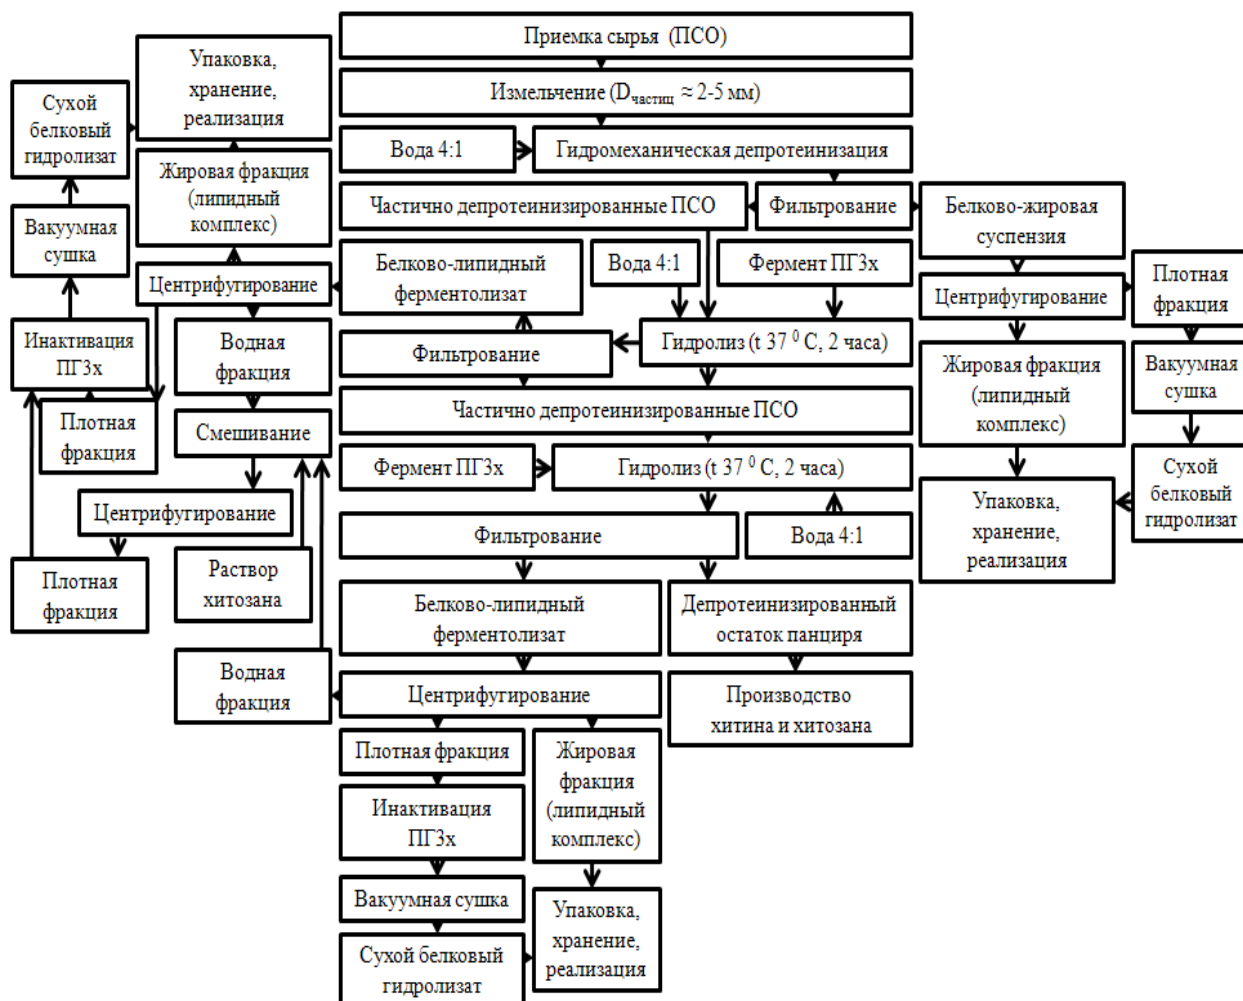 Приемка сырья (ПСО)
Измельчение (Dчастиц ≈ 2-5 мм)
Вода 4:1
Гидромеханическая депротеинизация
Частично депротеинизированные ПСО
Фильтрование
Белково-жировая
суспензия
Центрифугирование
Плотная
фракция
Вакуумная
сушка
Сухой
белковый
гидролизат
Жировая фракция
(липидный
комплекс)
Упаковка,
хранение,
реализация
Вода 4:1
Фермент ПГ3х
Гидролиз (t 37 ⁰ С, 2 часа)
Фильтрование
Белково-липидный
ферментолизат
Центрифугирование
Жировая фракция
(липидный
комплекс)
Упаковка,
хранение,
реализация
Сухой
белковый
гидролизат
Вакуумная
сушка
Инактивация
ПГ3х
Плотная
фракция
Водная
фракция
Смешивание
Центрифугирование
Плотная
фракция
Раствор
хитозана
Водная
фракция
Частично депротеинизированные ПСО
Фермент ПГ3х
Гидролиз (t 37 ⁰ С, 2 часа)
Фильтрование
Вода 4:1
Белково-липидный
ферментолизат
Депротеинизированный
остаток панциря
Центрифугирование
Производство
хитина и хитозана
Плотная фракция
Жировая
фракция
(липидный
комплекс)
Инактивация
ПГ3х
Вакуумная сушка
Упаковка,
хранение,
реализация
Сухой белковый
гидролизат